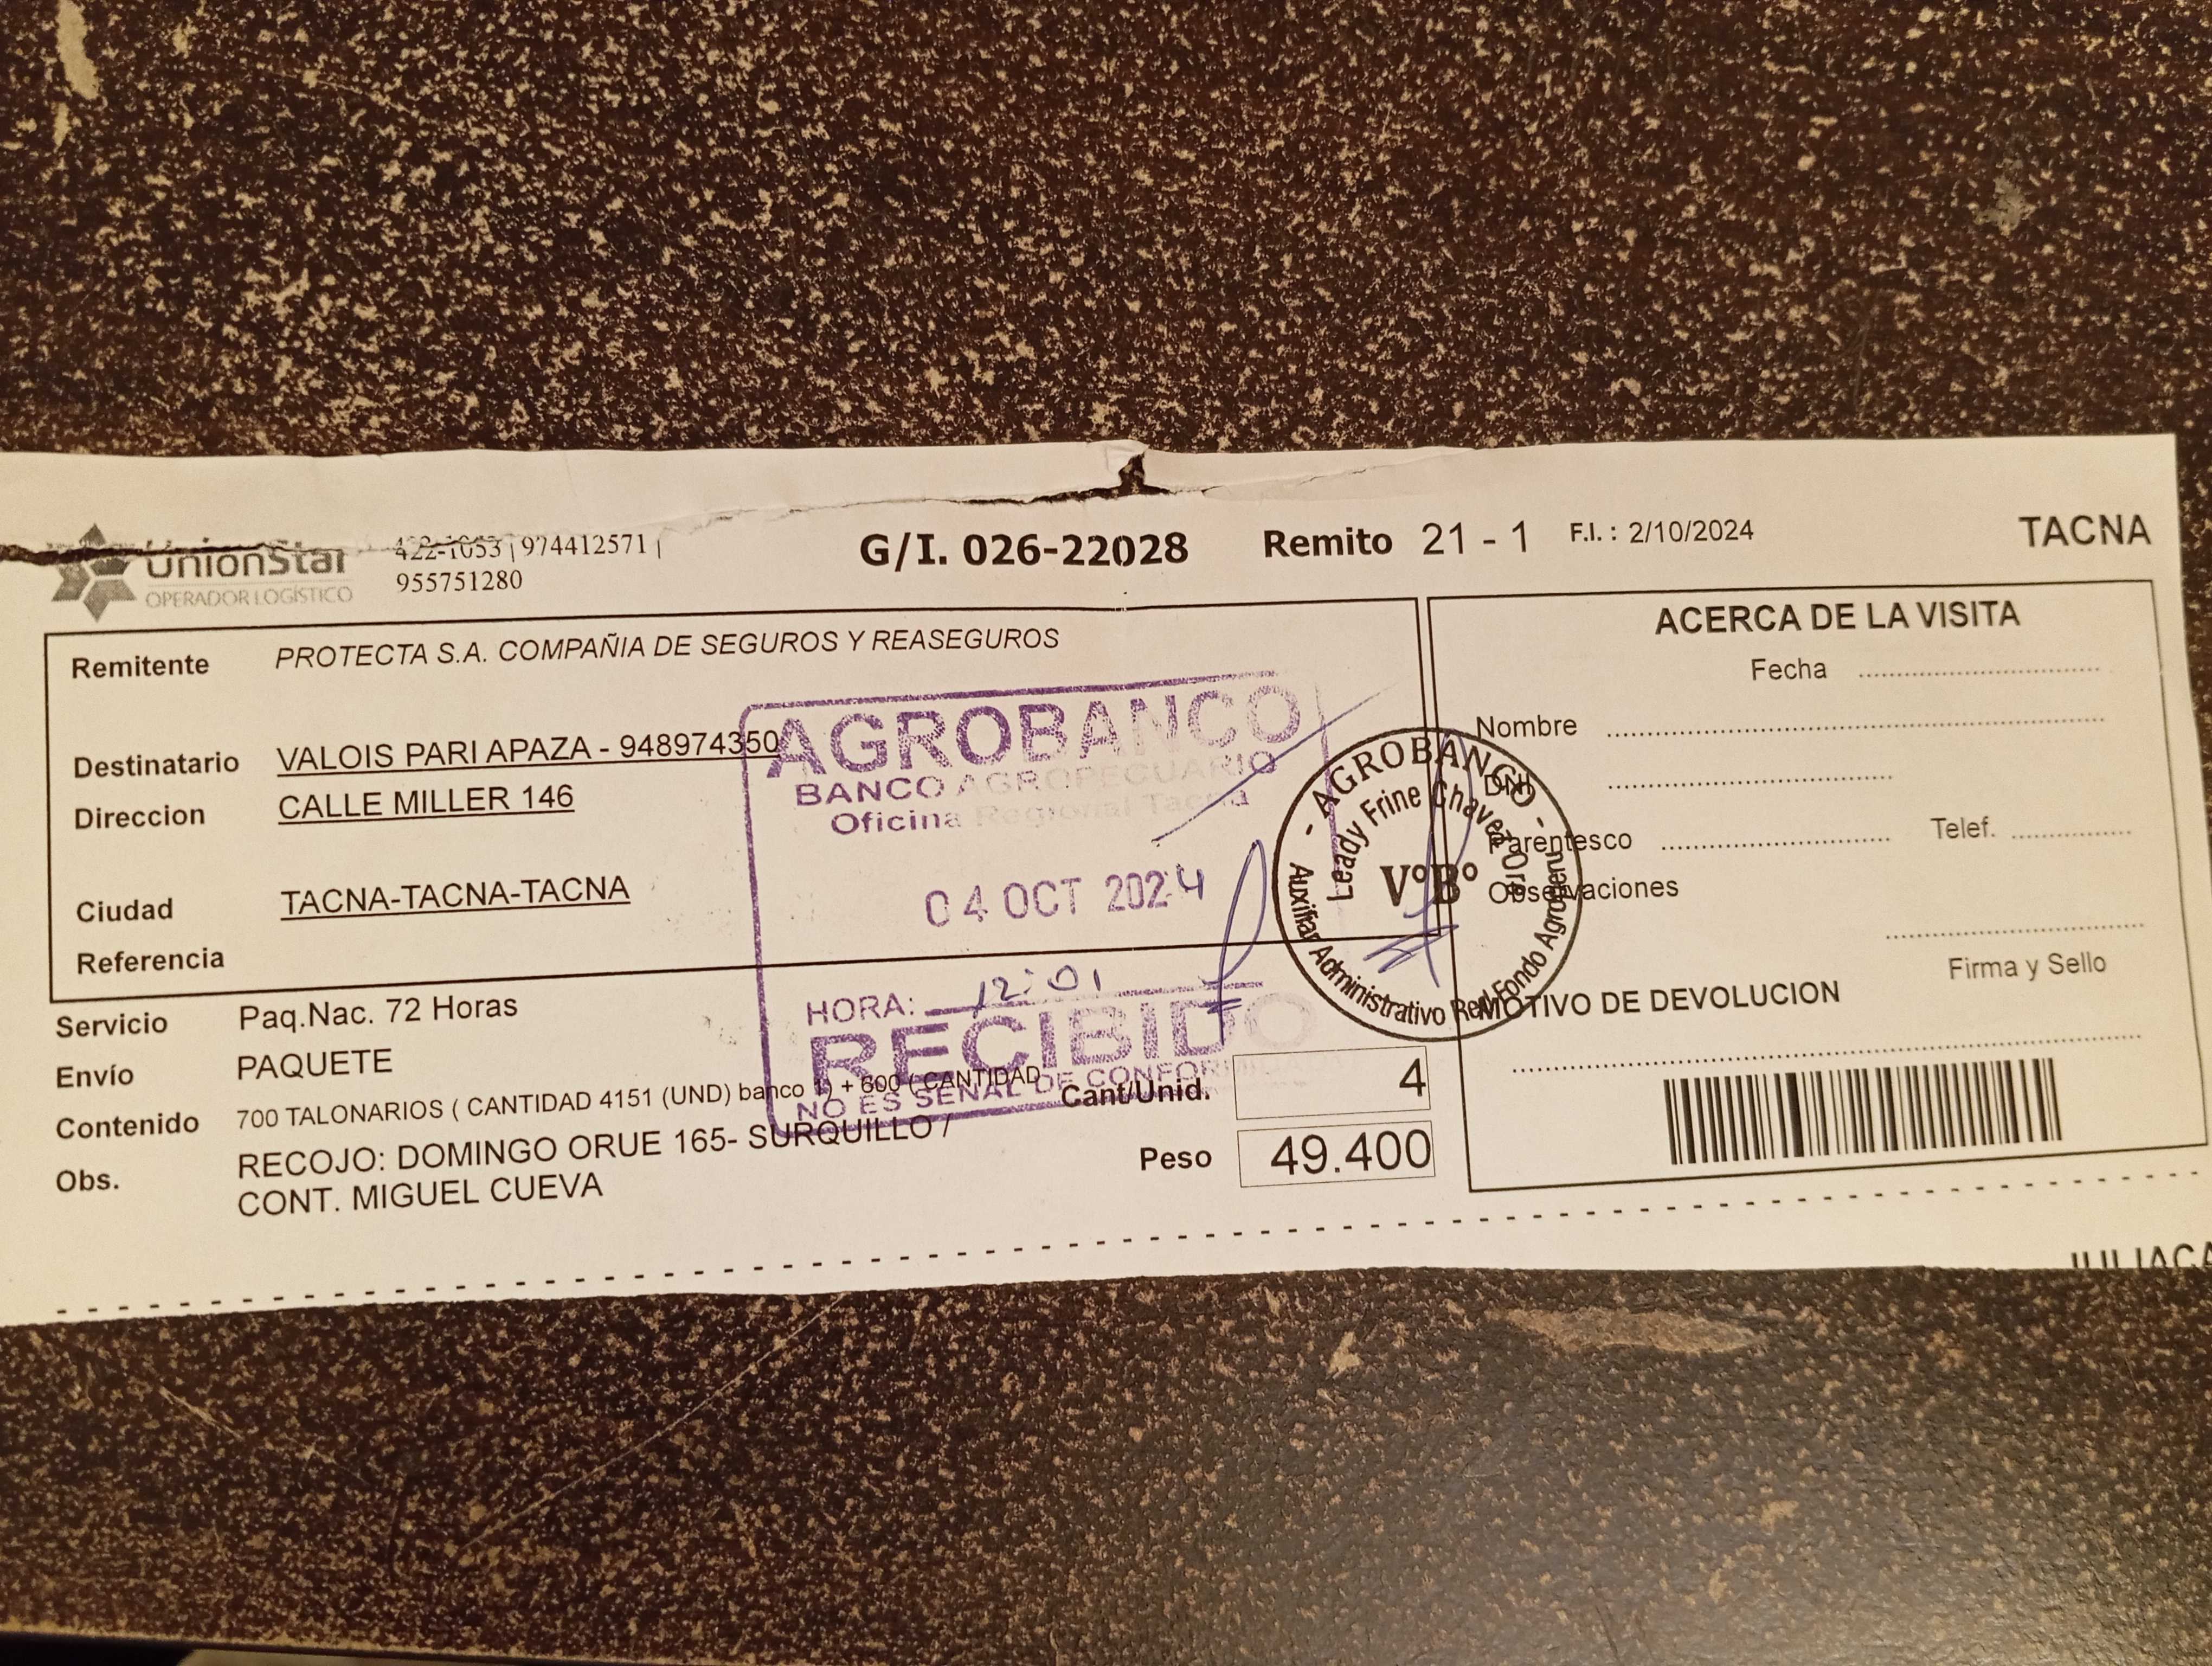 UnionStar
OPERADOR LOGÍSTICO
422-1053 | 974412571 |
955751280
G/I. 026-22028
Remito 21 - 1
F.I. : 2/10/2024
TACNA
Remitente PROTECTA S.A. COMPAÑIA DE SEGUROS Y REASEGUROS
Destinatario VALOIS PARI APAZA - 948974350
Direccion CALLE MILLER 146
Ciudad TACNA-TACNA-TACNA
Referencia
AGROBANCO
BANCO AGROPECUARIO
Oficina Regional Tacna
04 OCT 2024
HORA: 12:01
RECIBIDO
NO ES SEÑAL DE CONFORMIDAD
- AGROBANCO -
Leady Frine Chavez
VºBº
Auxiliar Administrativo Red Fondo Agroperú
Servicio Paq.Nac. 72 Horas
Envío PAQUETE
Contenido 700 TALONARIOS ( CANTIDAD 4151 (UND) banco 1) + 600 ( CANTIDAD
Obs. RECOJO: DOMINGO ORUE 165- SURQUILLO /
CONT. MIGUEL CUEVA
Cant/Unid. 4
Peso 49.400
ACERCA DE LA VISITA
Fecha
Nombre
DNI
Parentesco
Telef.
Observaciones
Firma y Sello
MOTIVO DE DEVOLUCION
JULIACA